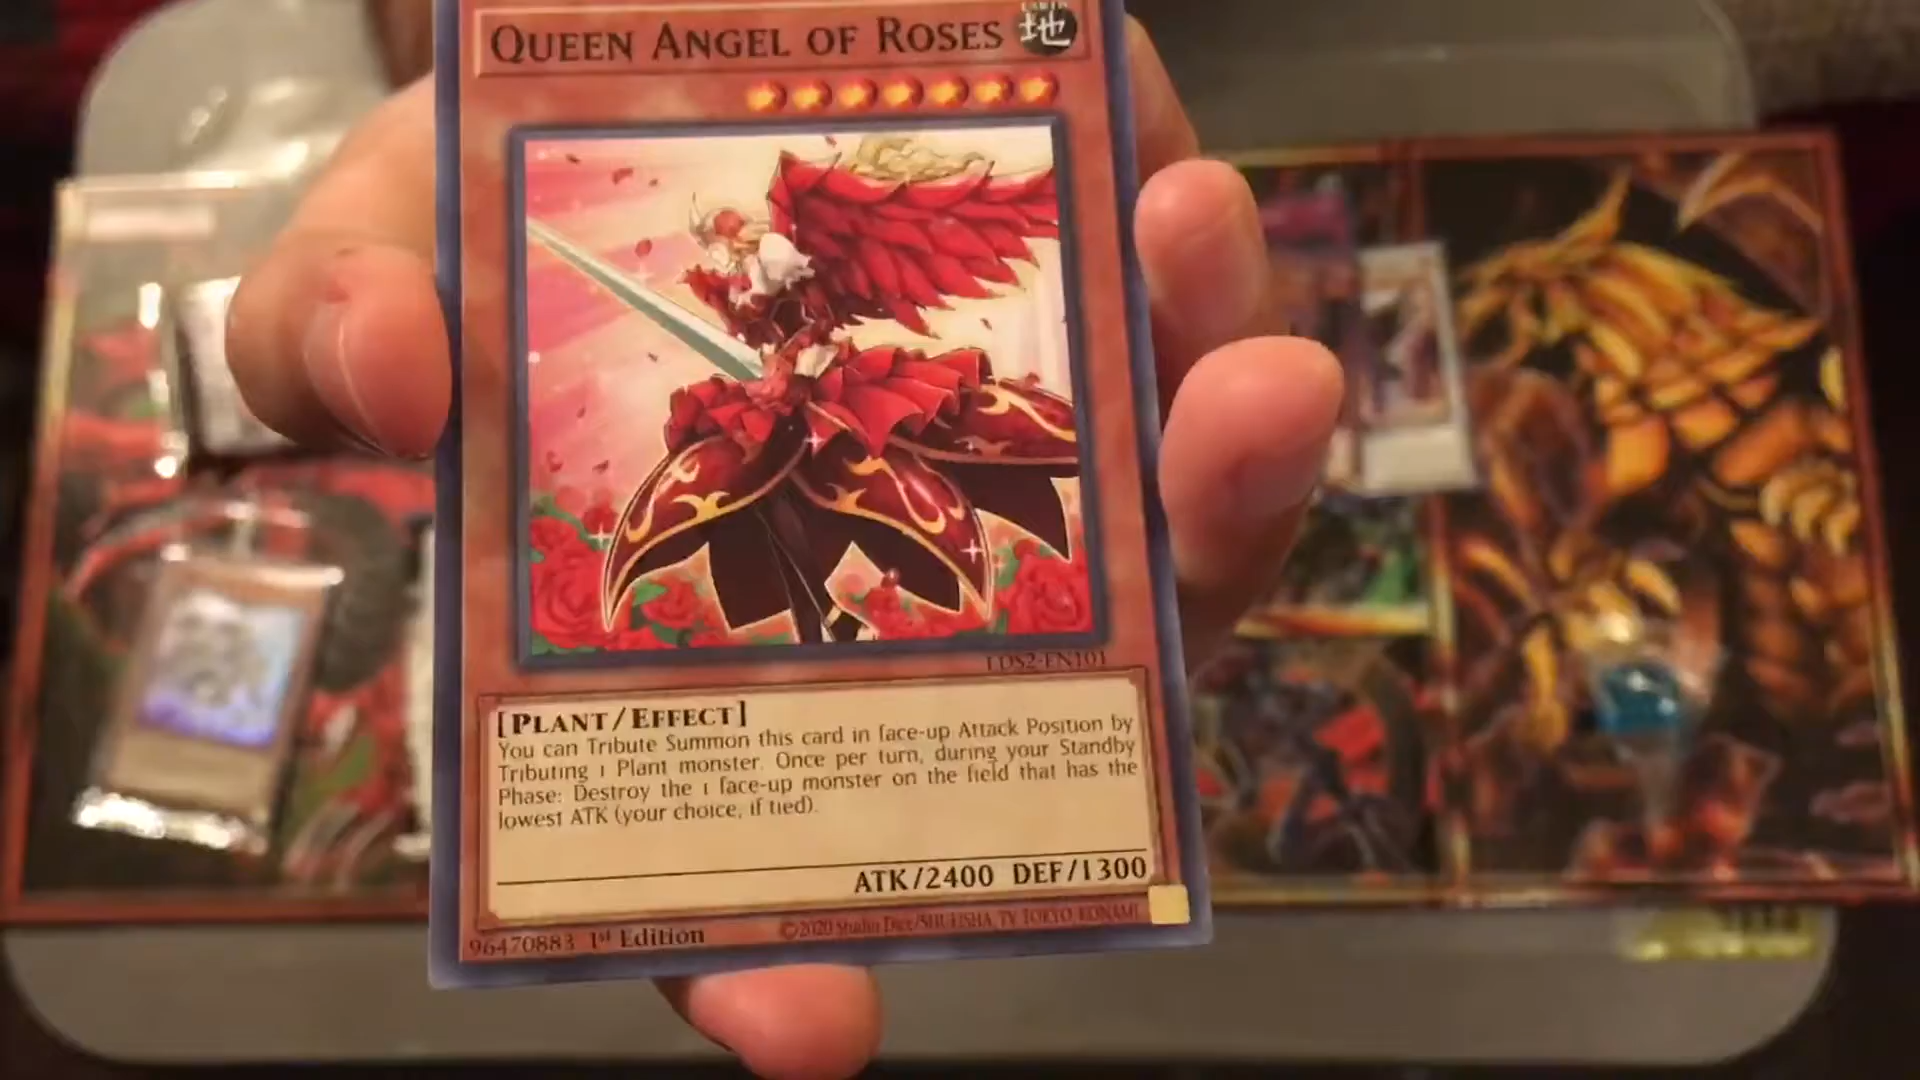 QUEEN ANGEL OF ROSES
EARTH
地
LDS2-EN101
[PLANT/EFFECT]
You can Tribute Summon this card in face-up Attack Position by
Tributing 1 Plant monster. Once per turn, during your Standby
Phase: Destroy the 1 face-up monster on the field that has the
lowest ATK (your choice, if tied).
ATK/2400 DEF/1300
96470883 1st Edition
©2020 Studio Dice/SHUEISHA, TV TOKYO, KONAMI